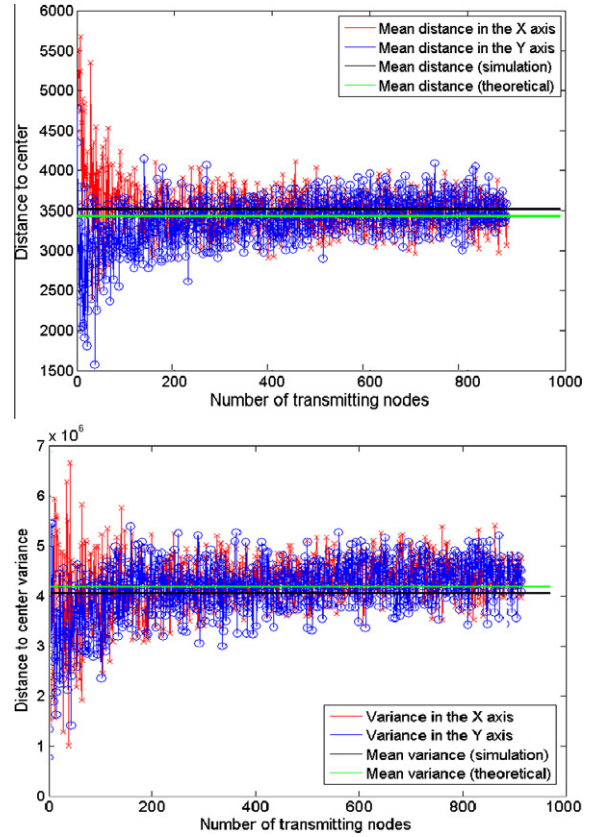 6000
5500
5000
4500
4000
3500
3000
2500
2000
1500
Distance to center
Mean distance in the X axis
Mean distance in the Y axis
Mean distance (simulation)
Mean distance (theoretical)
0 200 400 600 800 1000
Number of transmitting nodes
x 10^6
7
6
5
4
3
2
1
0
Distance to center variance
Variance in the X axis
Variance in the Y axis
Mean variance (simulation)
Mean variance (theoretical)
0 200 400 600 800 1000
Number of transmitting nodes